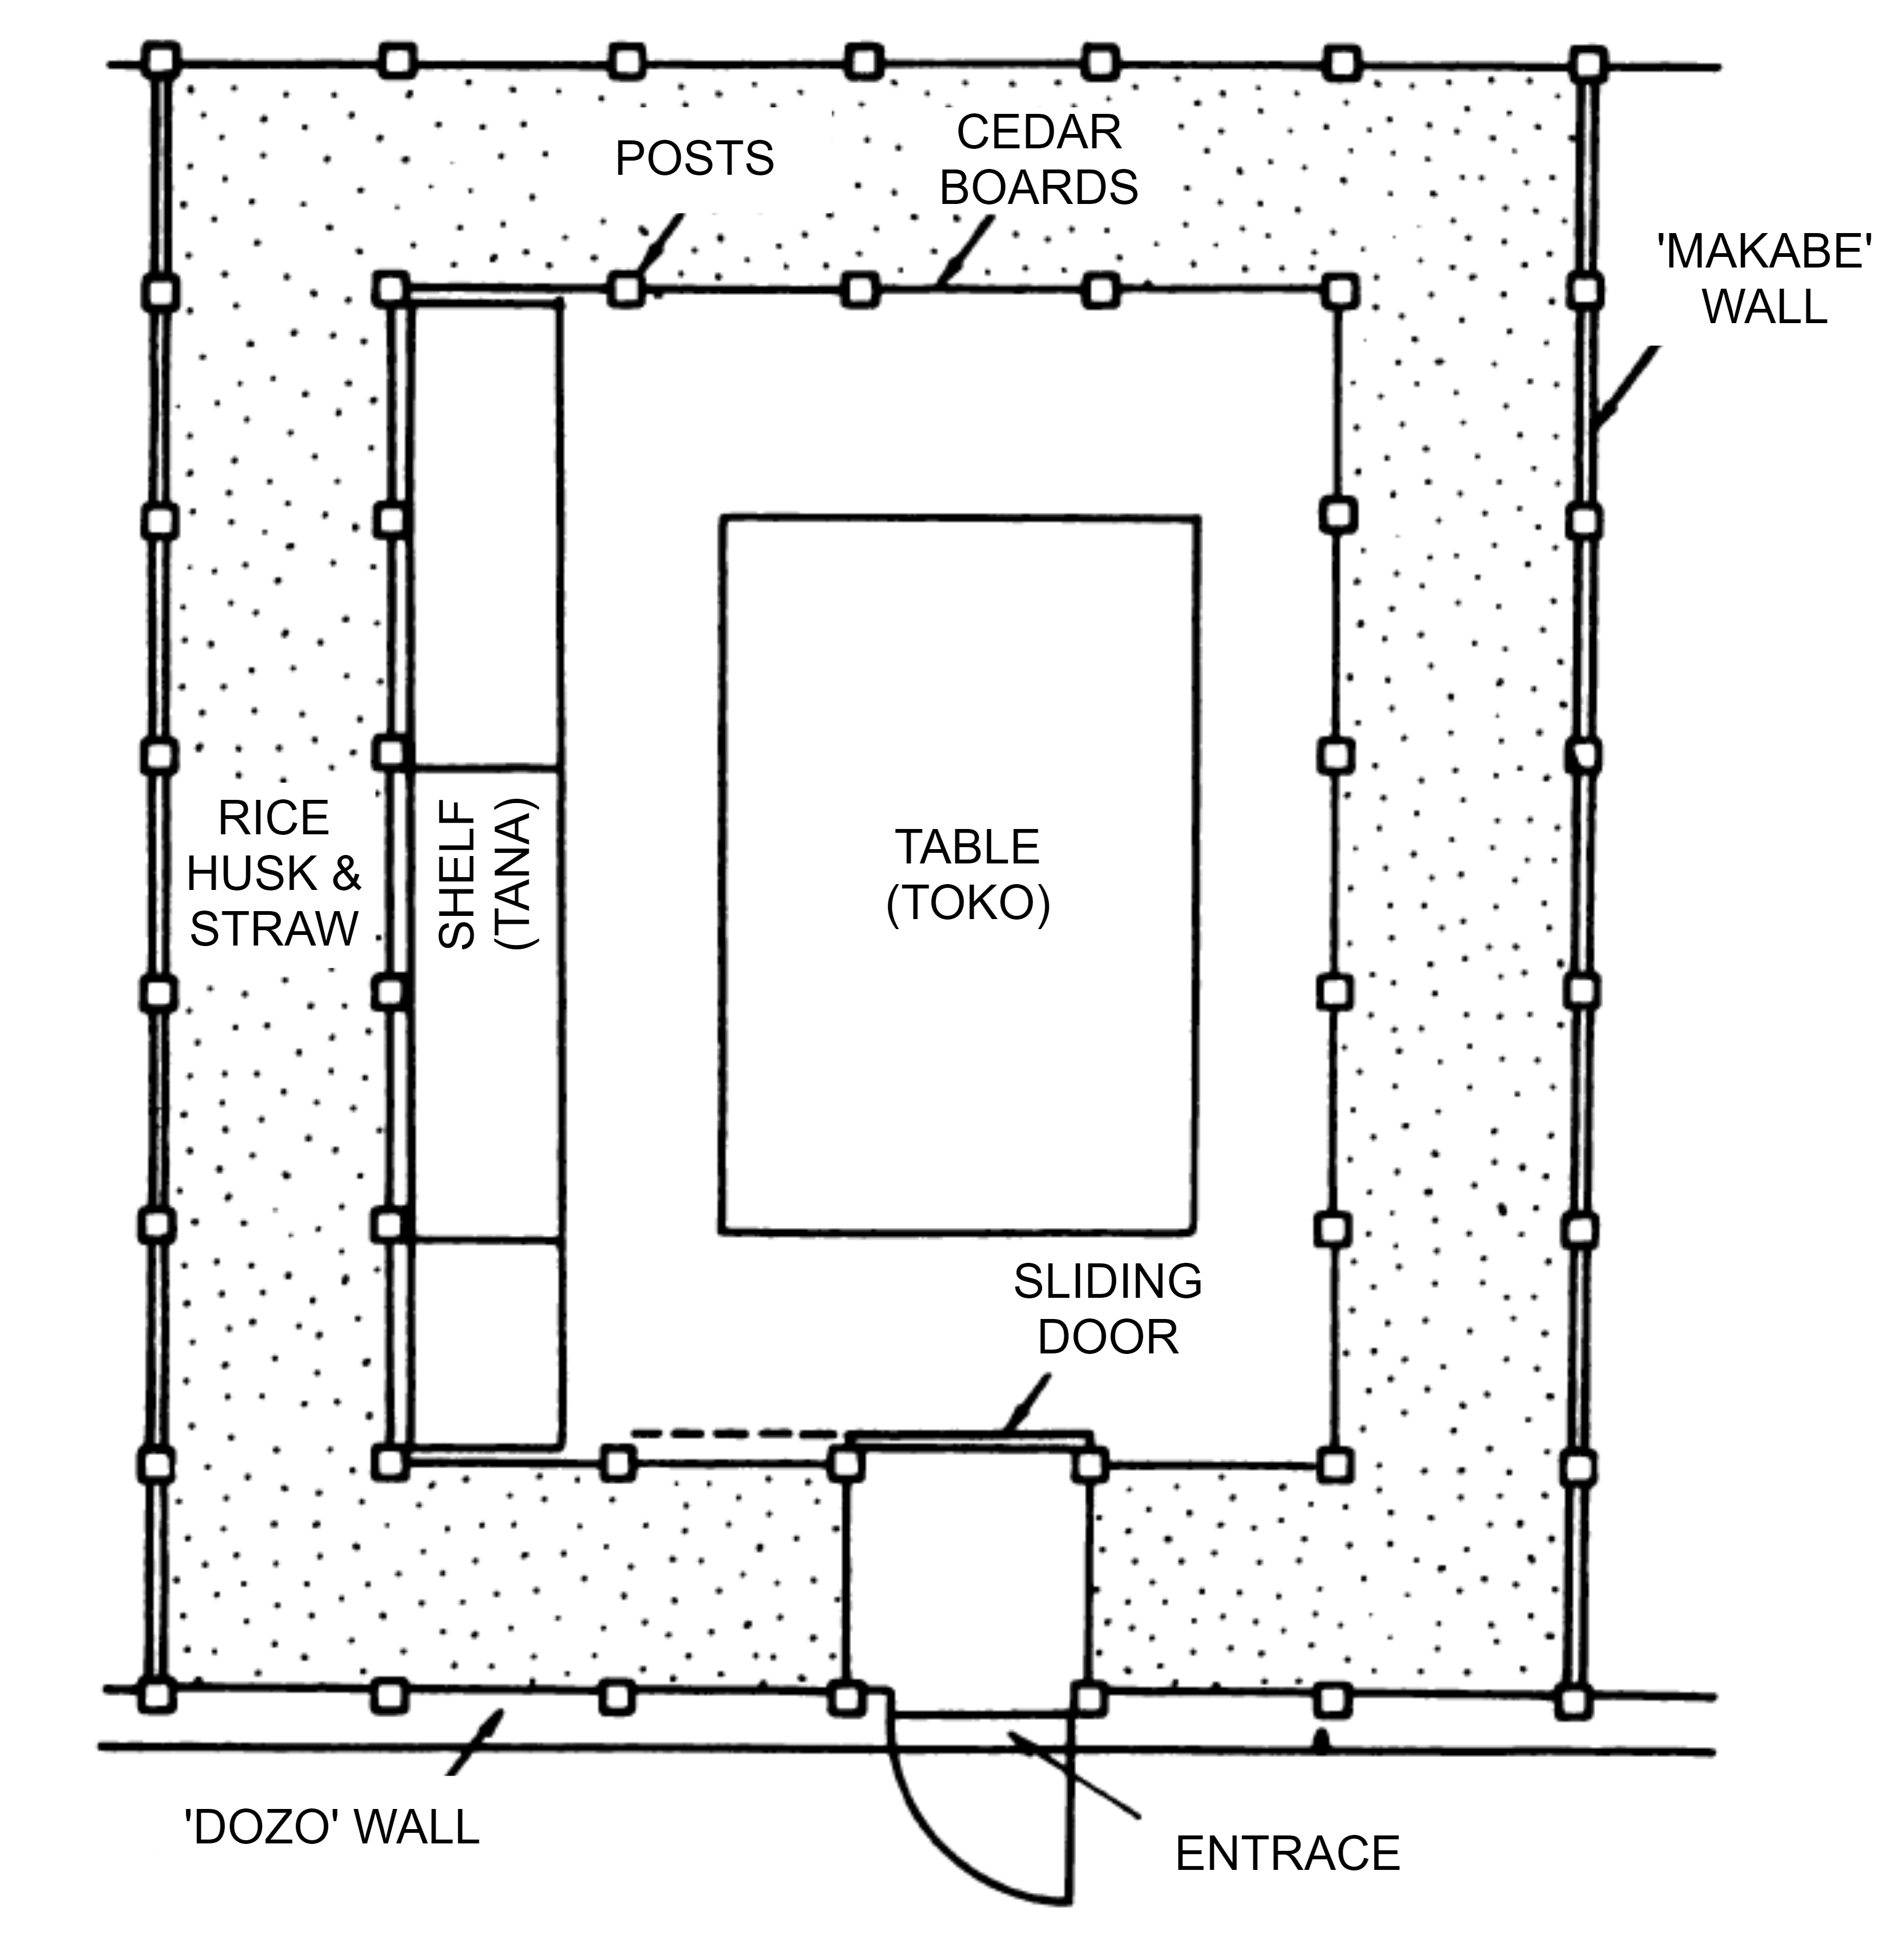 POSTS
CEDAR
BOARDS
'MAKABE'
WALL
RICE
HUSK &
STRAW
SHELF
(TANA)
TABLE
(TOKO)
SLIDING
DOOR
'DOZO' WALL
ENTRACE